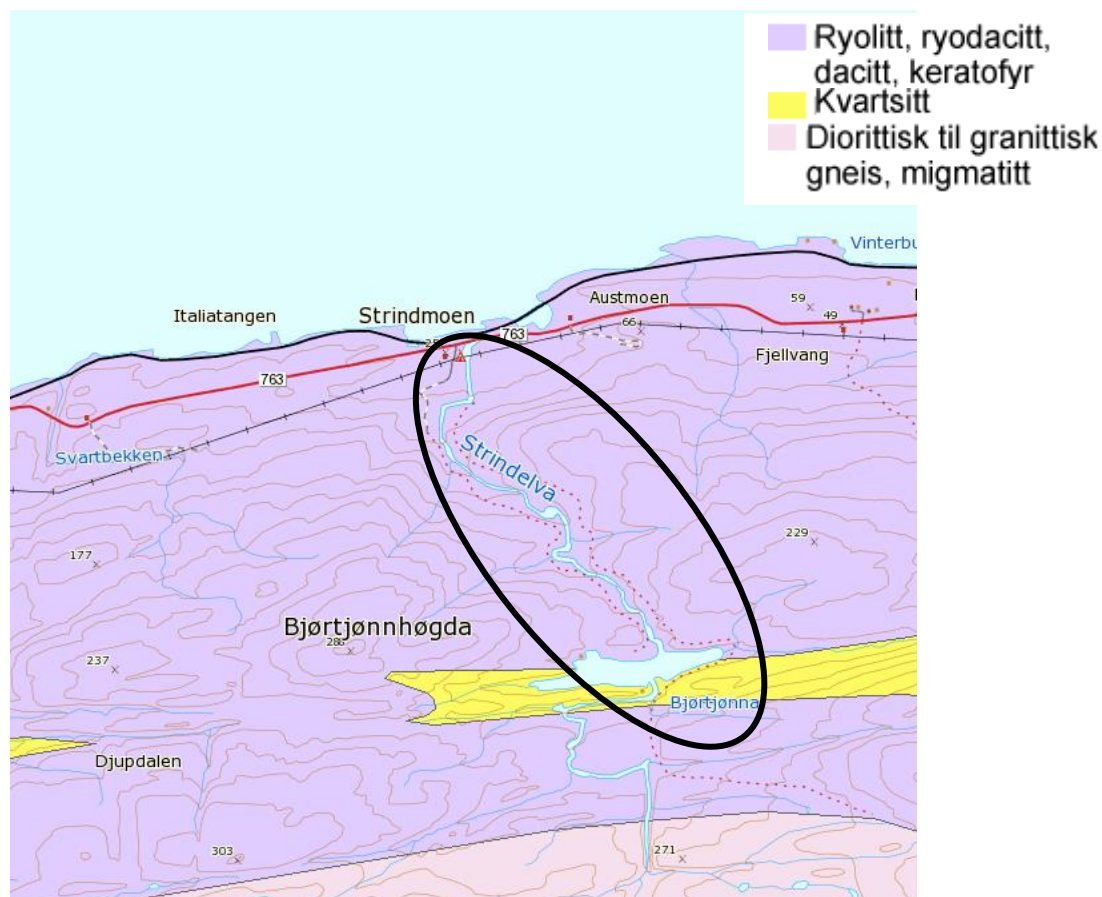 Ryolitt, ryodacitt,
dacitt, keratofyr
Kvartsitt
Diorittisk til granittisk
gneis, migmatitt
Vinterbu
Italiatangen
Strindmoen
Austmoen
59
49
66
763
Fjellvang
763
Svartbekken
Strindelva
177
229
Bjørtjønnhøgda
237
Bjørtjønna
Djupdalen
303
271